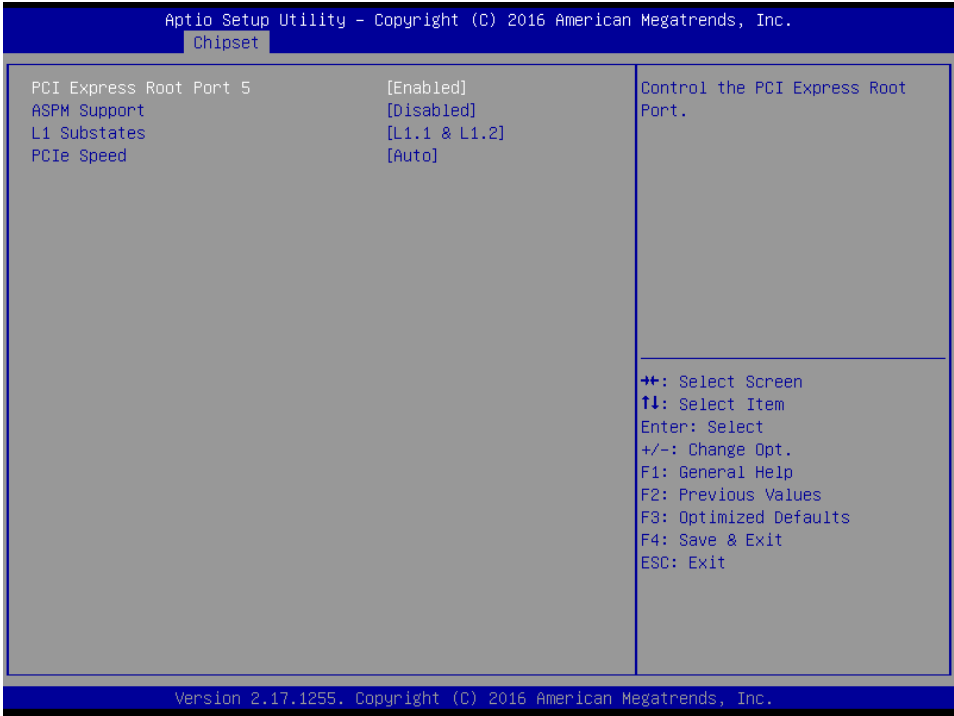 Aptio Setup Utility – Copyright (C) 2016 American Megatrends, Inc.
Chipset
PCI Express Root Port 5 [Enabled]
ASPM Support [Disabled]
L1 Substates [L1.1 & L1.2]
PCIe Speed [Auto]
Control the PCI Express Root
Port.
→←: Select Screen
↑↓: Select Item
Enter: Select
+/-: Change Opt.
F1: General Help
F2: Previous Values
F3: Optimized Defaults
F4: Save & Exit
ESC: Exit
Version 2.17.1255. Copyright (C) 2016 American Megatrends, Inc.